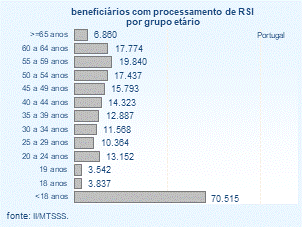 beneficiários com processamento de RSI
por grupo etário
Portugal
>=65 anos 6.860
60 a 64 anos 17.774
55 a 59 anos 19.840
50 a 54 anos 17.437
45 a 49 anos 15.793
40 a 44 anos 14.323
35 a 39 anos 12.887
30 a 34 anos 11.568
25 a 29 anos 10.364
20 a 24 anos 13.152
19 anos 3.542
18 anos 3.837
<18 anos 70.515
fonte: II/MTSSS.